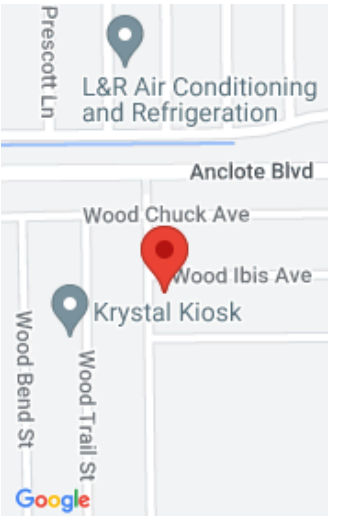 Prescott Ln
L&R Air Conditioning
and Refrigeration
Anclote Blvd
Wood Chuck Ave
Wood Ibis Ave
Krystal Kiosk
Wood Bend St
Wood Trail St
Google